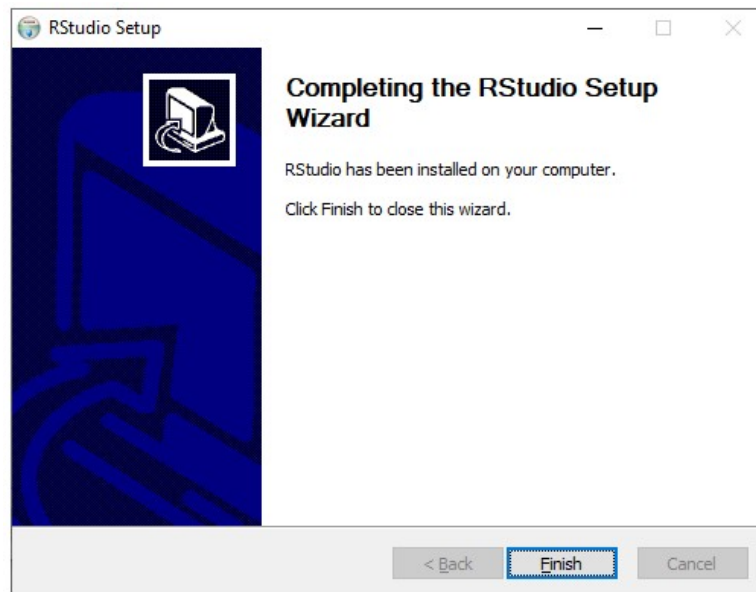 RStudio Setup
Completing the RStudio Setup
Wizard
RStudio has been installed on your computer.
Click Finish to close this wizard.
< Back Finish Cancel